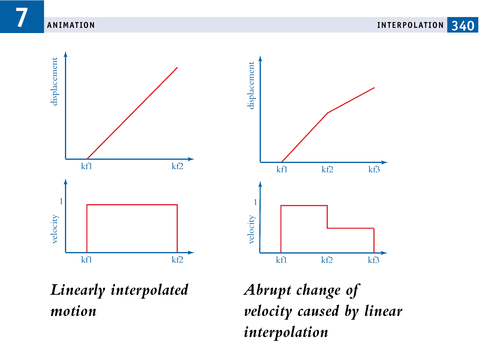 7
ANIMATION
INTERPOLATION 340
displacement
kf1 kf2
velocity
1
kf1 kf2
displacement
kf1 kf2 kf3
velocity
1
kf1 kf2 kf3
Linearly interpolated
motion
Abrupt change of
velocity caused by linear
interpolation